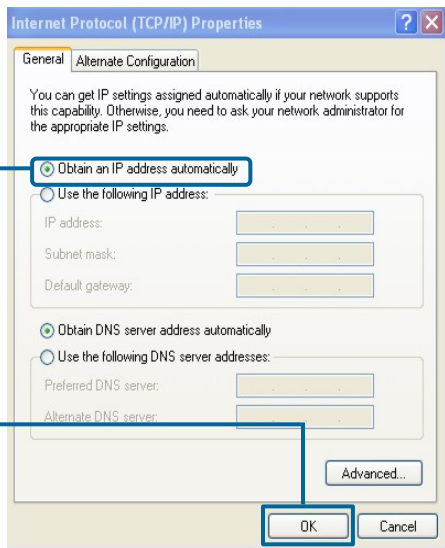 Internet Protocol (TCP/IP) Properties
General
Alternate Configuration
You can get IP settings assigned automatically if your network supports
this capability. Otherwise, you need to ask your network administrator for
the appropriate IP settings.
Obtain an IP address automatically
Use the following IP address:
IP address:
Subnet mask:
Default gateway:
Obtain DNS server address automatically
Use the following DNS server addresses:
Preferred DNS server:
Alternate DNS server:
Advanced...
OK
Cancel